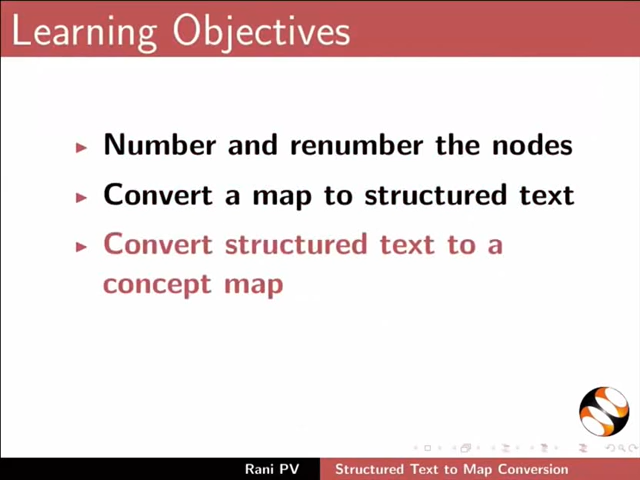 Learning Objectives
Number and renumber the nodes
Convert a map to structured text
Convert structured text to a
concept map
Rani PV
Structured Text to Map Conversion